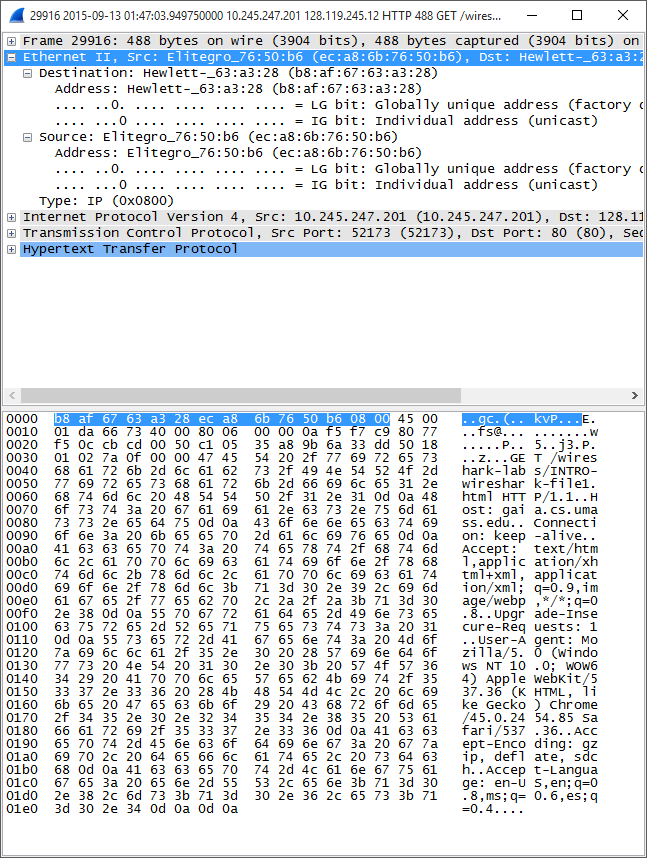 29916 2015-09-13 01:47:03.949750000 10.245.247.201 128.119.245.12 HTTP 488 GET /wires...
Frame 29916: 488 bytes on wire (3904 bits), 488 bytes captured (3904 bits) on
Ethernet II, Src: Elitegro_76:50:b6 (ec:a8:6b:76:50:b6), Dst: Hewlett-_63:a3:2
Destination: Hewlett-_63:a3:28 (b8:af:67:63:a3:28)
Address: Hewlett-_63:a3:28 (b8:af:67:63:a3:28)
.... ..0. .... .... .... .... = LG bit: Globally unique address (factory d
.... ...0 .... .... .... .... = IG bit: Individual address (unicast)
Source: Elitegro_76:50:b6 (ec:a8:6b:76:50:b6)
Address: Elitegro_76:50:b6 (ec:a8:6b:76:50:b6)
.... ..0. .... .... .... .... = LG bit: Globally unique address (factory d
.... ...0 .... .... .... .... = IG bit: Individual address (unicast)
Type: IP (0x0800)
Internet Protocol Version 4, Src: 10.245.247.201 (10.245.247.201), Dst: 128.11
Transmission Control Protocol, Src Port: 52173 (52173), Dst Port: 80 (80), Seq
Hypertext Transfer Protocol
0000 b8 af 67 63 a3 28 ec a8 6b 76 50 b6 08 00 45 00 ..gc.(.. kvP...E.
0010 01 da 66 73 40 00 80 06 00 00 0a f5 f7 c9 80 77 ..fs@... .......w
0020 f5 0c cb cd 00 50 c1 05 35 a8 9b 6a 33 dd 50 18 .....P.. 5..j3.P.
0030 01 02 7a 0f 00 00 47 45 54 20 2f 77 69 72 65 73 ..z...GE T /wires
0040 68 61 72 6b 2d 6c 61 62 73 2f 49 4e 54 52 4f 2d hark-lab s/INTRO-
0050 77 69 72 65 73 68 61 72 6b 2d 66 69 6c 65 31 2e wireshar k-file1.
0060 68 74 6d 6c 20 48 54 54 50 2f 31 2e 31 0d 0a 48 html HTT P/1.1..H
0070 6f 73 74 3a 20 67 61 69 61 2e 63 73 2e 75 6d 61 ost: gai a.cs.uma
0080 73 73 2e 65 64 75 0d 0a 43 6f 6e 6e 65 63 74 69 ss.edu.. Connecti
0090 6f 6e 3a 20 6b 65 65 70 2d 61 6c 69 76 65 0d 0a on: keep -alive..
00a0 41 63 63 65 70 74 3a 20 74 65 78 74 2f 68 74 6d Accept: text/htm
00b0 6c 2c 61 70 70 6c 69 63 61 74 69 6f 6e 2f 78 68 l,applic ation/xh
00c0 74 6d 6c 2b 78 6d 6c 2c 61 70 70 6c 69 63 61 74 tml+xml, applicat
00d0 69 6f 6e 2f 78 6d 6c 3b 71 3d 30 2e 39 2c 69 6d ion/xml; q=0.9,im
00e0 61 67 65 2f 77 65 62 70 2c 2a 2f 2a 3b 71 3d 30 age/webp ,*/*;q=0
00f0 2e 38 0d 0a 55 70 67 72 61 64 65 2d 49 6e 73 65 .8..Upgr ade-Inse
0100 63 75 72 65 2d 52 65 71 75 65 73 74 73 3a 20 31 cure-Req uests: 1
0110 0d 0a 55 73 65 72 2d 41 67 65 6e 74 3a 20 4d 6f ..User-A gent: Mo
0120 7a 69 6c 6c 61 2f 35 2e 30 20 28 57 69 6e 64 6f zilla/5. 0 (Windo
0130 77 73 20 4e 54 20 31 30 2e 30 3b 20 57 4f 57 36 ws NT 10 .0; WOW6
0140 34 29 20 41 70 70 6c 65 57 65 62 4b 69 74 2f 35 4) Apple WebKit/5
0150 33 37 2e 33 36 20 28 4b 48 54 4d 4c 2c 20 6c 69 37.36 (K HTML, li
0160 6b 65 20 47 65 63 6b 6f 29 20 43 68 72 6f 6d 65 ke Gecko ) Chrome
0170 2f 34 35 2e 30 2e 32 34 35 34 2e 38 35 20 53 61 /45.0.24 54.85 Sa
0180 66 61 72 69 2f 35 33 37 2e 33 36 0d 0a 41 63 63 fari/537 .36..Acc
0190 65 70 74 2d 45 6e 63 6f 64 69 6e 67 3a 20 67 7a ept-Enco ding: gz
01a0 69 70 2c 20 64 65 66 6c 61 74 65 2c 20 73 64 63 ip, defl ate, sdc
01b0 68 0d 0a 41 63 63 65 70 74 2d 4c 61 6e 67 75 61 h..Accep t-Langua
01c0 67 65 3a 20 65 6e 2d 55 53 2c 65 6e 3b 71 3d 30 ge: en-U S,en;q=0
01d0 2e 38 2c 6d 73 3b 71 3d 30 2e 36 2c 65 73 3b 71 .8,ms;q= 0.6,es;q
01e0 3d 30 2e 34 0d 0a 0d 0a =0.4....